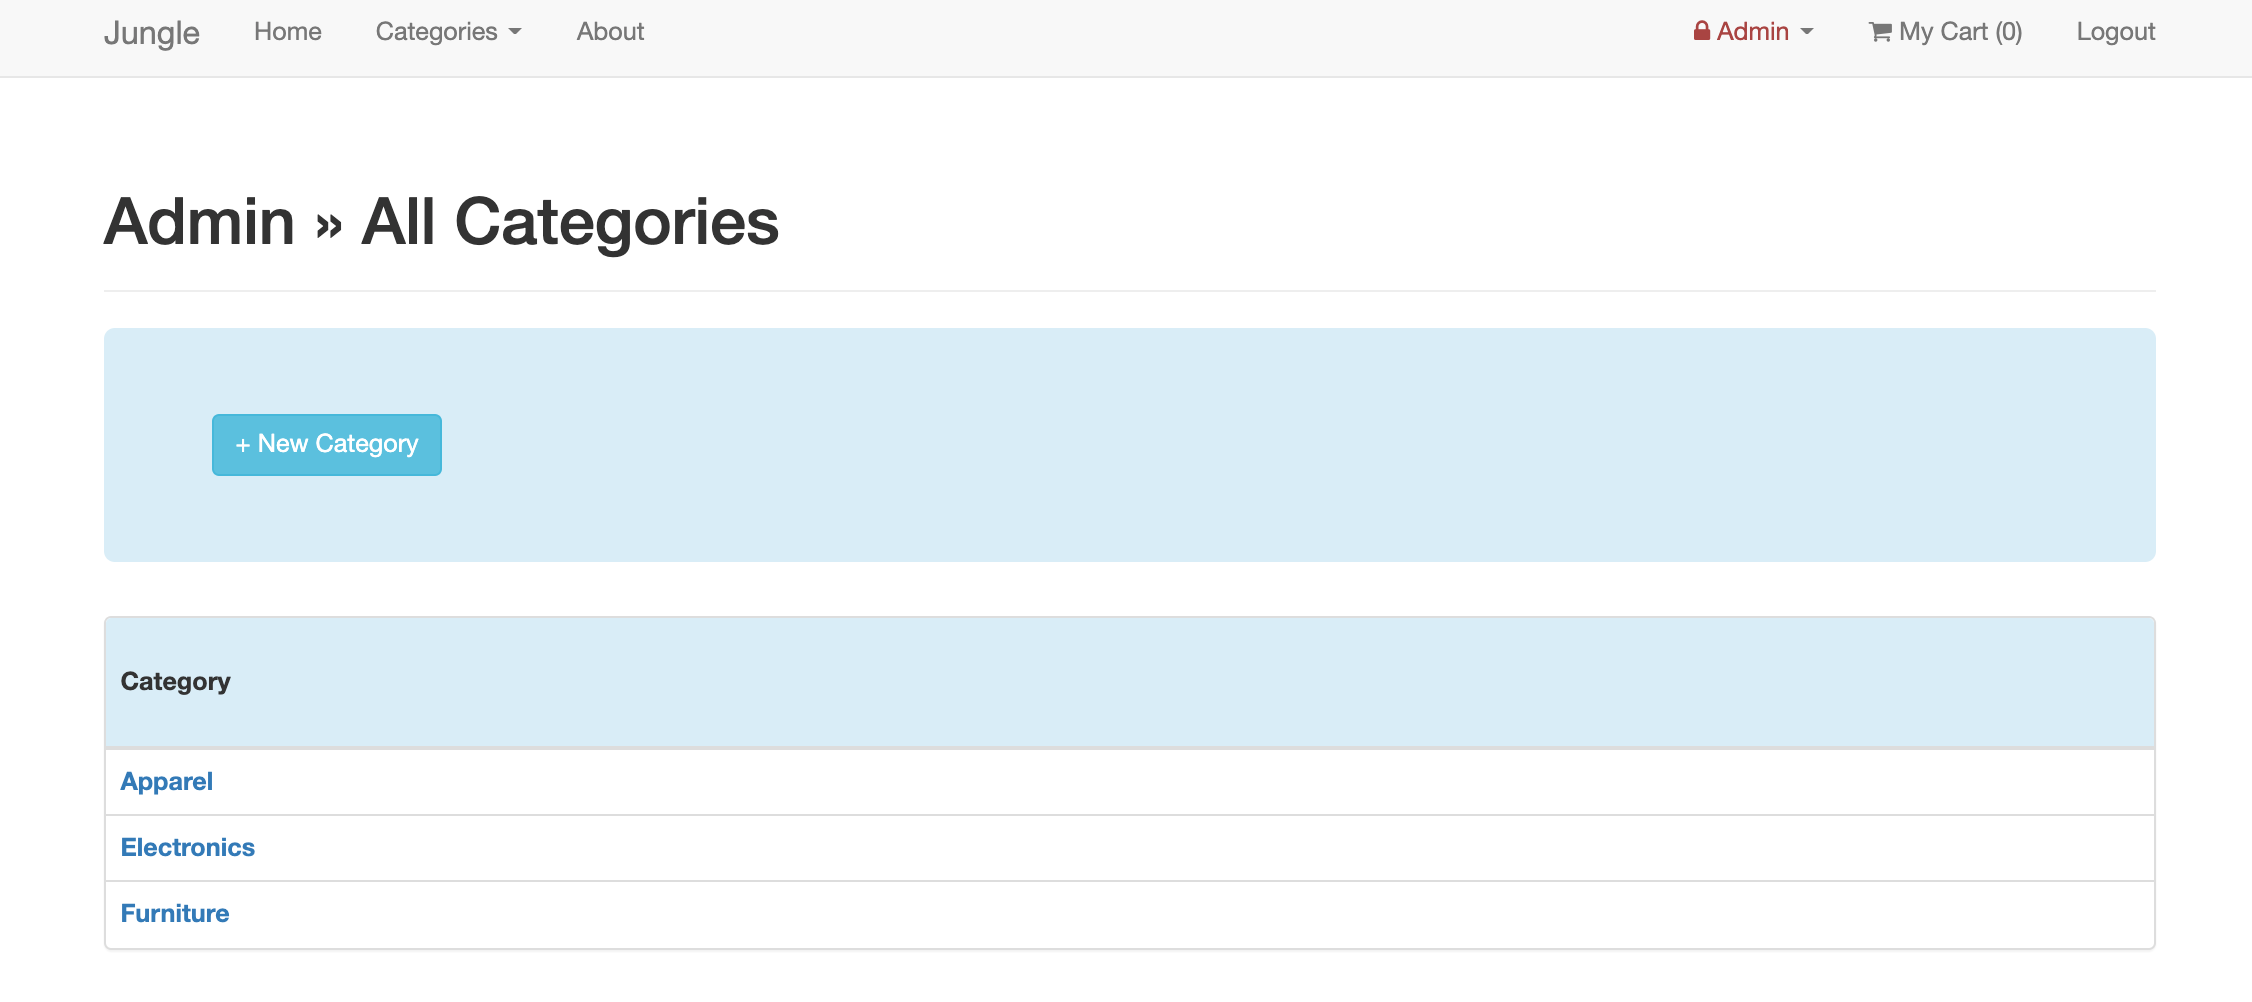 Jungle Home Categories About Admin My Cart (0) Logout
Admin » All Categories
+ New Category
Category
Apparel
Electronics
Furniture